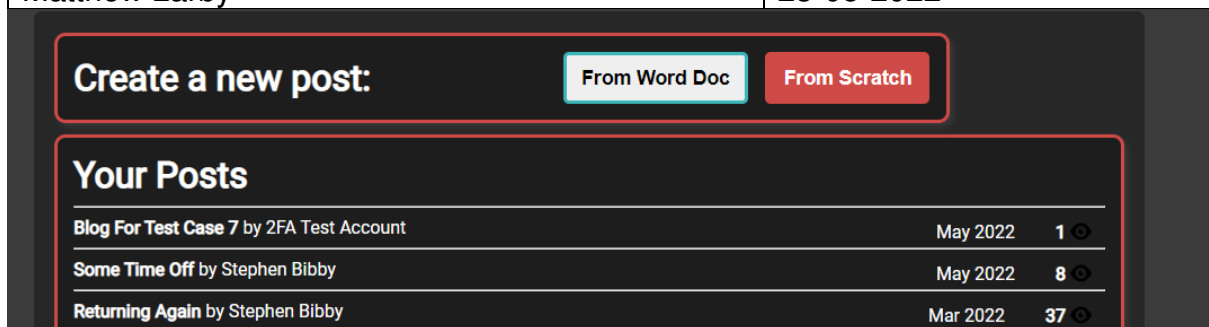 Create a new post: From Word Doc From Scratch
Your Posts
Blog For Test Case 7 by 2FA Test Account May 2022 1
Some Time Off by Stephen Bibby May 2022 8
Returning Again by Stephen Bibby Mar 2022 37